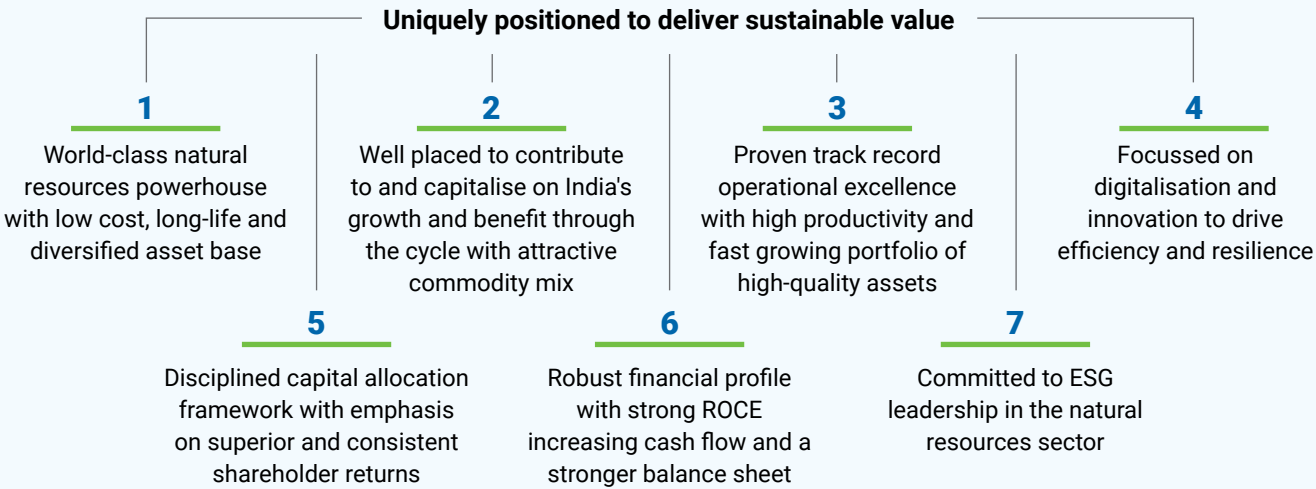 Uniquely positioned to deliver sustainable value
1
World-class natural
resources powerhouse
with low cost, long-life and
diversified asset base
2
Well placed to contribute
to and capitalise on India's
growth and benefit through
the cycle with attractive
commodity mix
3
Proven track record
operational excellence
with high productivity and
fast growing portfolio of
high-quality assets
4
Focussed on
digitalisation and
innovation to drive
efficiency and resilience
5
Disciplined capital allocation
framework with emphasis
on superior and consistent
shareholder returns
6
Robust financial profile
with strong ROCE
increasing cash flow and a
stronger balance sheet
7
Committed to ESG
leadership in the natural
resources sector